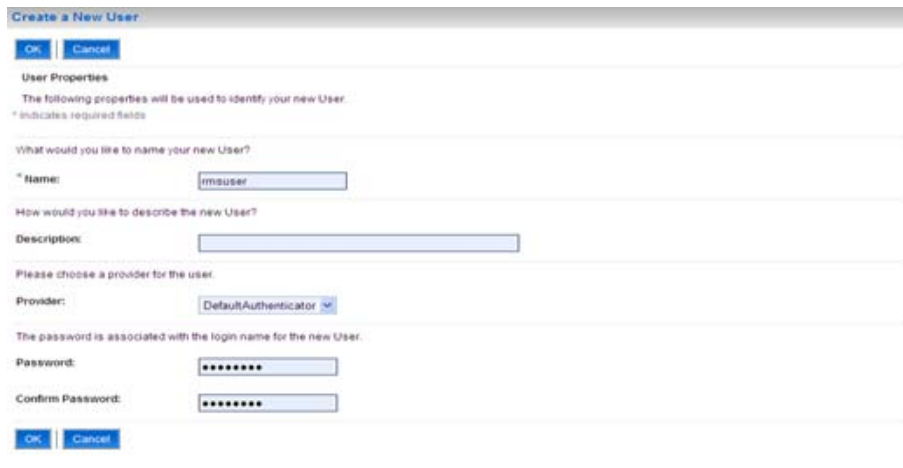 Create a New User
OK Cancel
User Properties
The following properties will be used to identify your new User.
* Indicates required fields
What would you like to name your new User?
* Name: rmsuser
How would you like to describe the new User?
Description:
Please choose a provider for the user.
Provider: DefaultAuthenticator
The password is associated with the login name for the new User.
Password: ●●●●●●●●
Confirm Password: ●●●●●●●●
OK Cancel